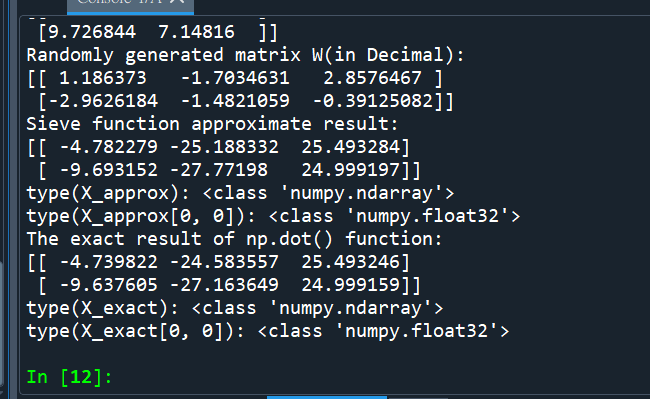 Console 1/A
[9.726844 7.14816 ]]
Randomly generated matrix W(in Decimal):
[[ 1.186373 -1.7034631 2.8576467 ]
[-2.9626184 -1.4821059 -0.39125082]]
Sieve function approximate result:
[[ -4.782279 -25.188332 25.493284]
[ -9.693152 -27.77198 24.999197]]
type(X_approx): <class 'numpy.ndarray'>
type(X_approx[0, 0]): <class 'numpy.float32'>
The exact result of np.dot() function:
[[ -4.739822 -24.583557 25.493246]
[ -9.637605 -27.163649 24.999159]]
type(X_exact): <class 'numpy.ndarray'>
type(X_exact[0, 0]): <class 'numpy.float32'>
In [12]: